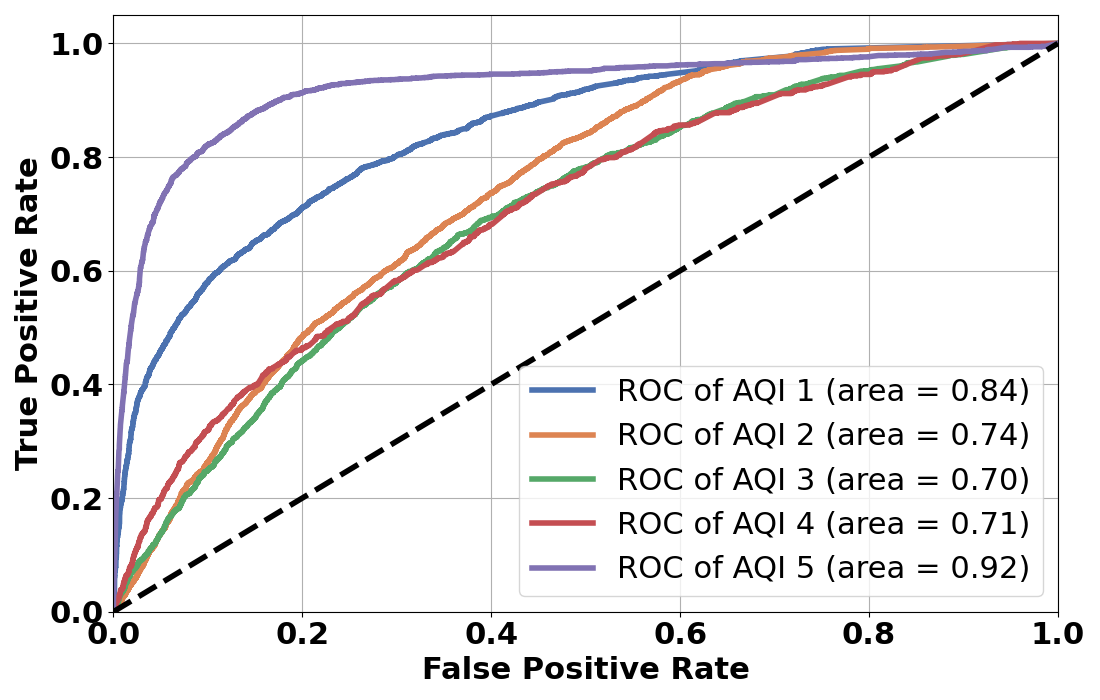 1.0
0.8
0.6
0.4
0.2
0.0
True Positive Rate
ROC of AQI 1 (area = 0.84)
ROC of AQI 2 (area = 0.74)
ROC of AQI 3 (area = 0.70)
ROC of AQI 4 (area = 0.71)
ROC of AQI 5 (area = 0.92)
0.0 0.2 0.4 0.6 0.8 1.0
False Positive Rate